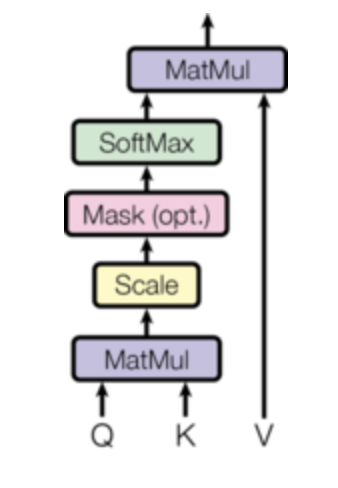 MatMul
SoftMax
Mask (opt.)
Scale
MatMul
Q K V